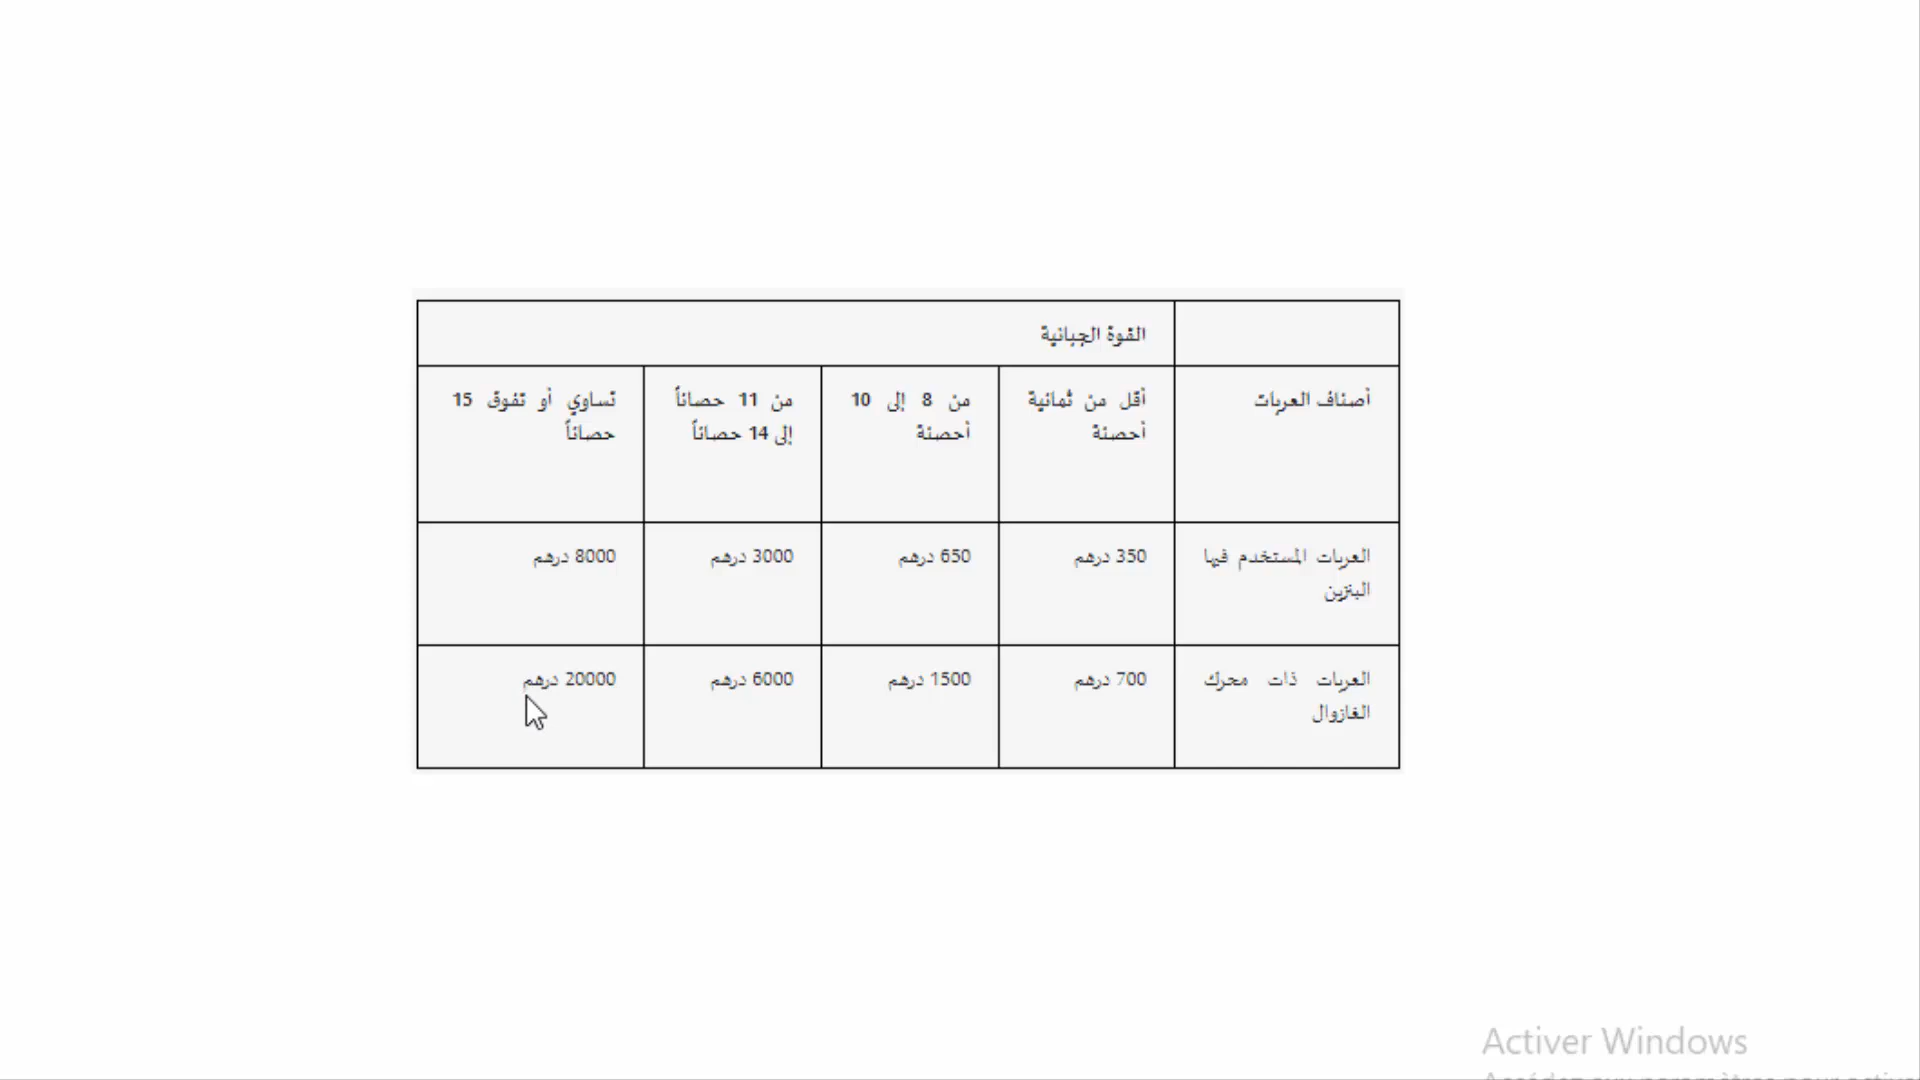 القوة الجبائية
أصناف العربات
أقل من ثمانية
أحصنة
من 8 إلى 10
أحصنة
من 11 حصاناً
إلى 14 حصاناً
تساوي أو تفوق 15
حصاناً
العربات المستخدم فيها
البنزين
350 درهم
650 درهم
3000 درهم
8000 درهم
العربات ذات محرك
الغازوال
700 درهم
1500 درهم
6000 درهم
20000 درهم
Activer Windows